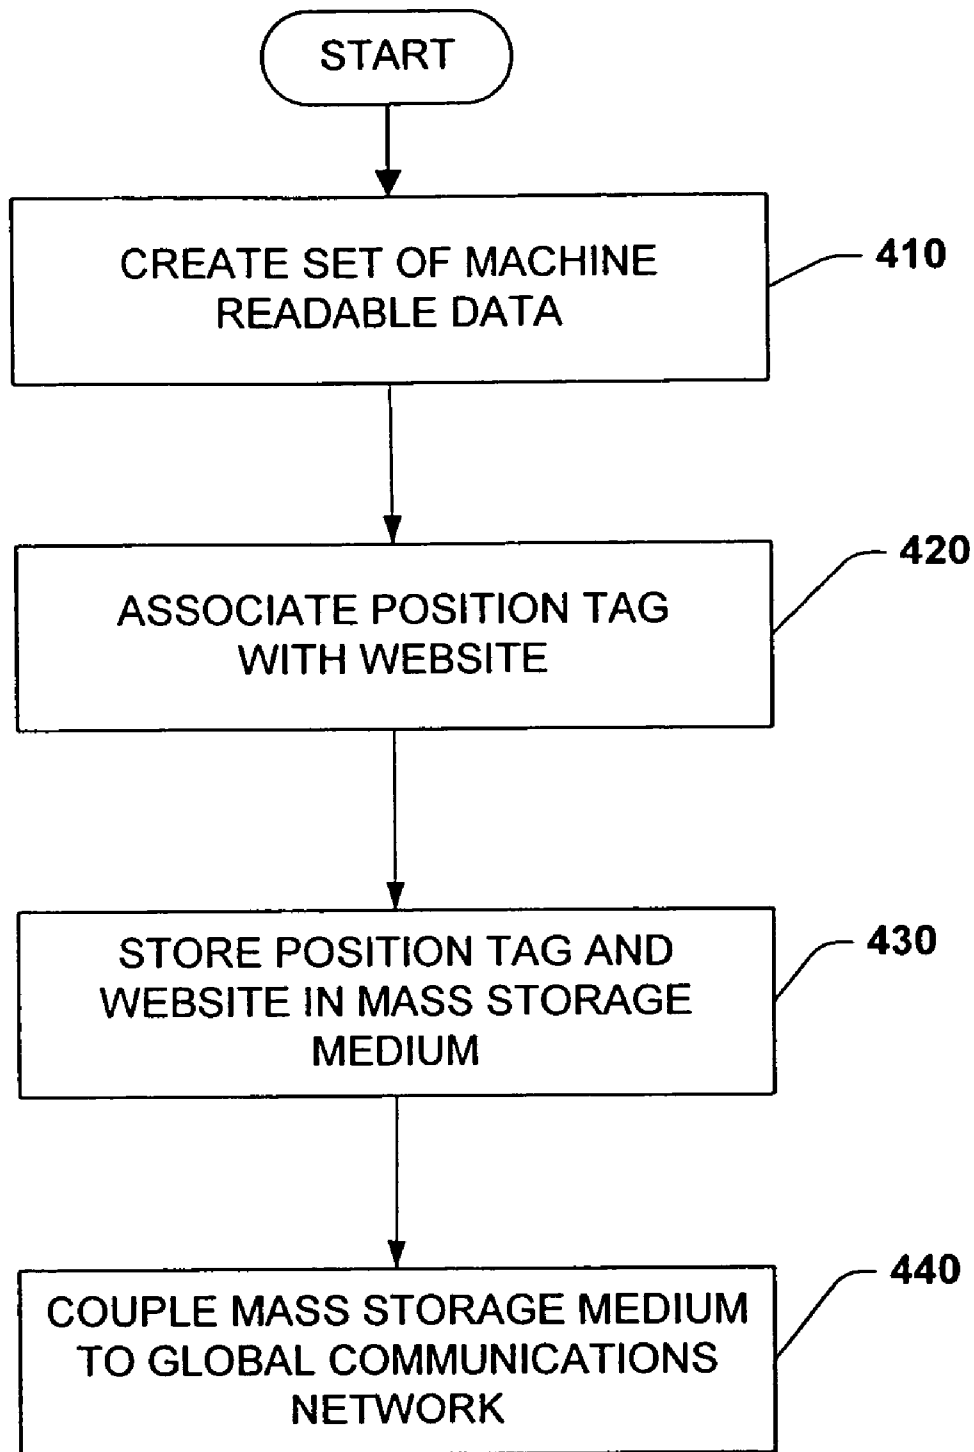 START
CREATE SET OF MACHINE
READABLE DATA
410
ASSOCIATE POSITION TAG
WITH WEBSITE
420
STORE POSITION TAG AND
WEBSITE IN MASS STORAGE
MEDIUM
430
COUPLE MASS STORAGE MEDIUM
TO GLOBAL COMMUNICATIONS
NETWORK
440